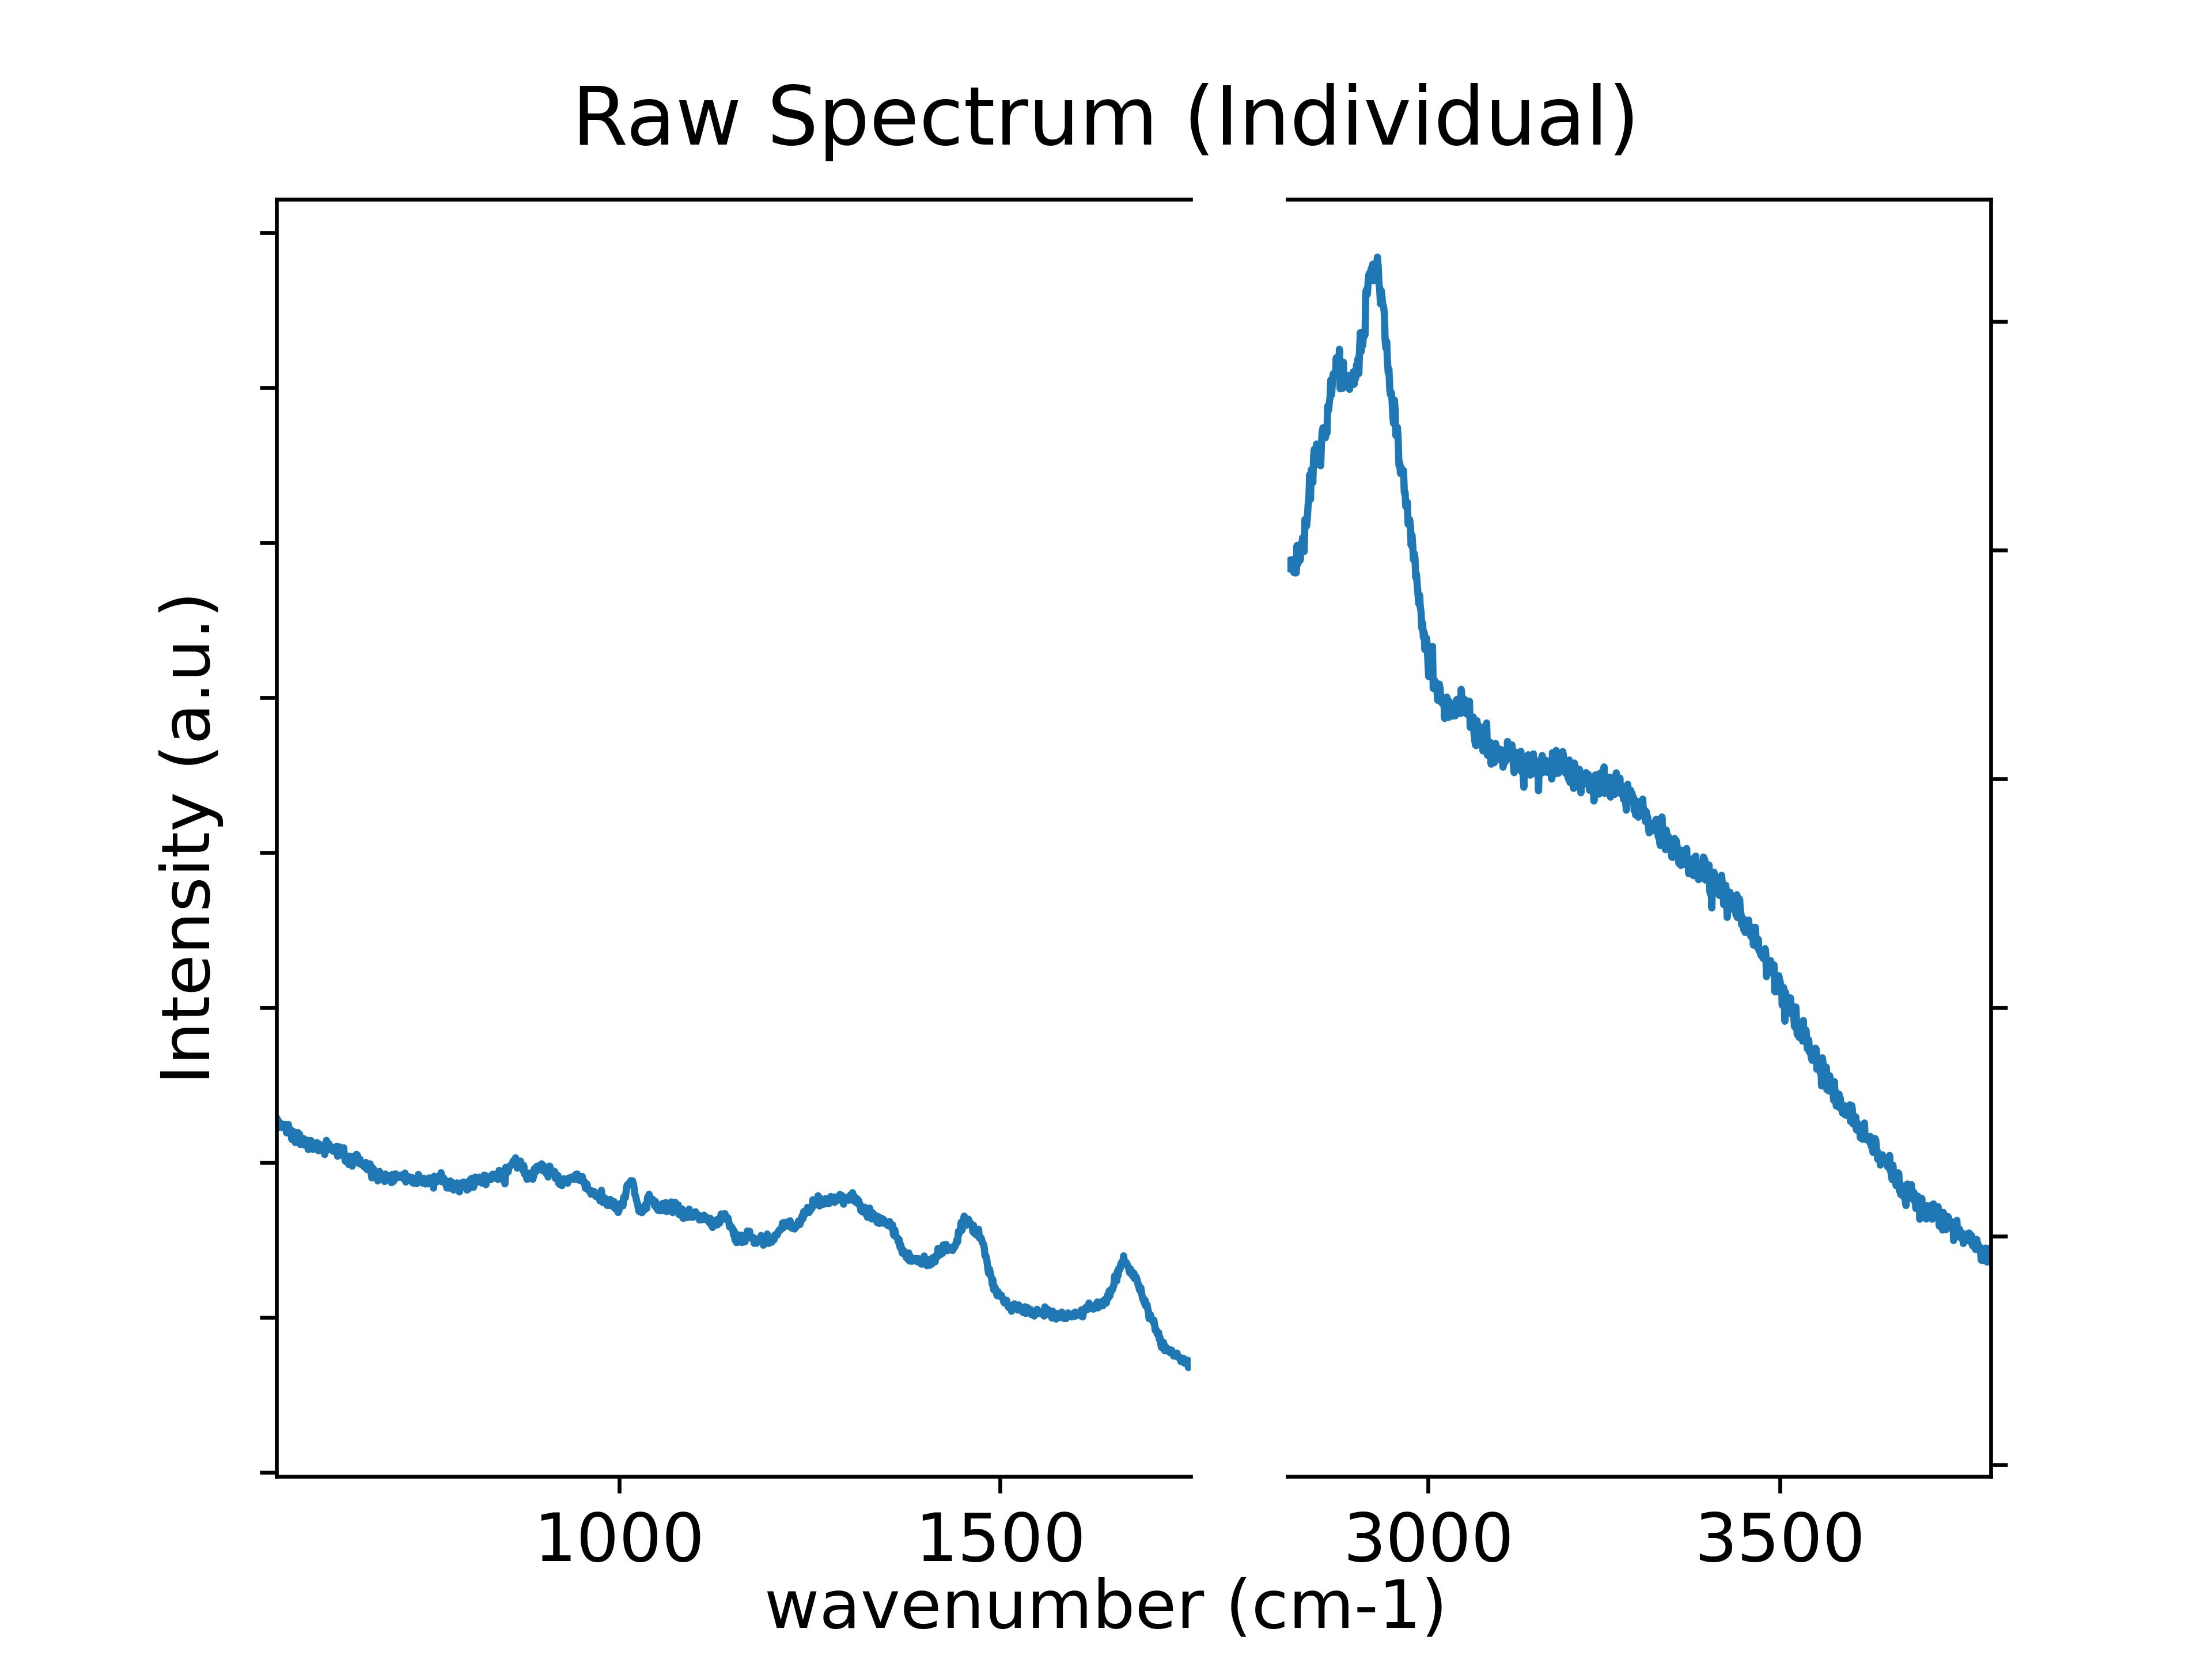 Raw Spectrum (Individual)
Intensity (a.u.)
1000 1500 3000 3500
wavenumber (cm-1)